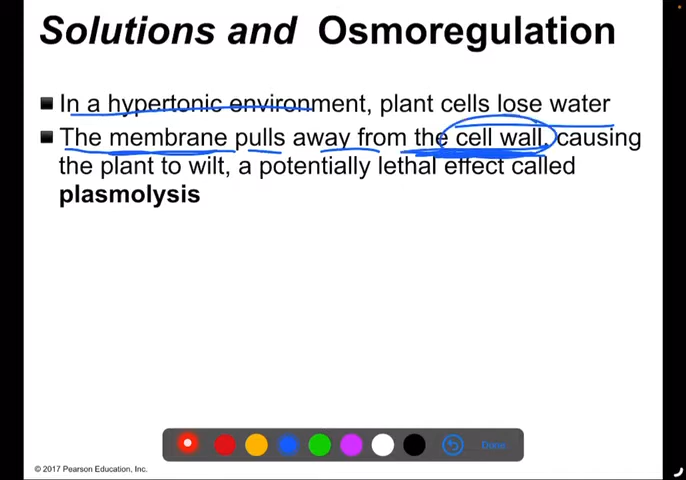 Solutions and Osmoregulation
In a hypertonic environment, plant cells lose water
The membrane pulls away from the cell wall, causing
the plant to wilt, a potentially lethal effect called
plasmolysis
Done
© 2017 Pearson Education, Inc.